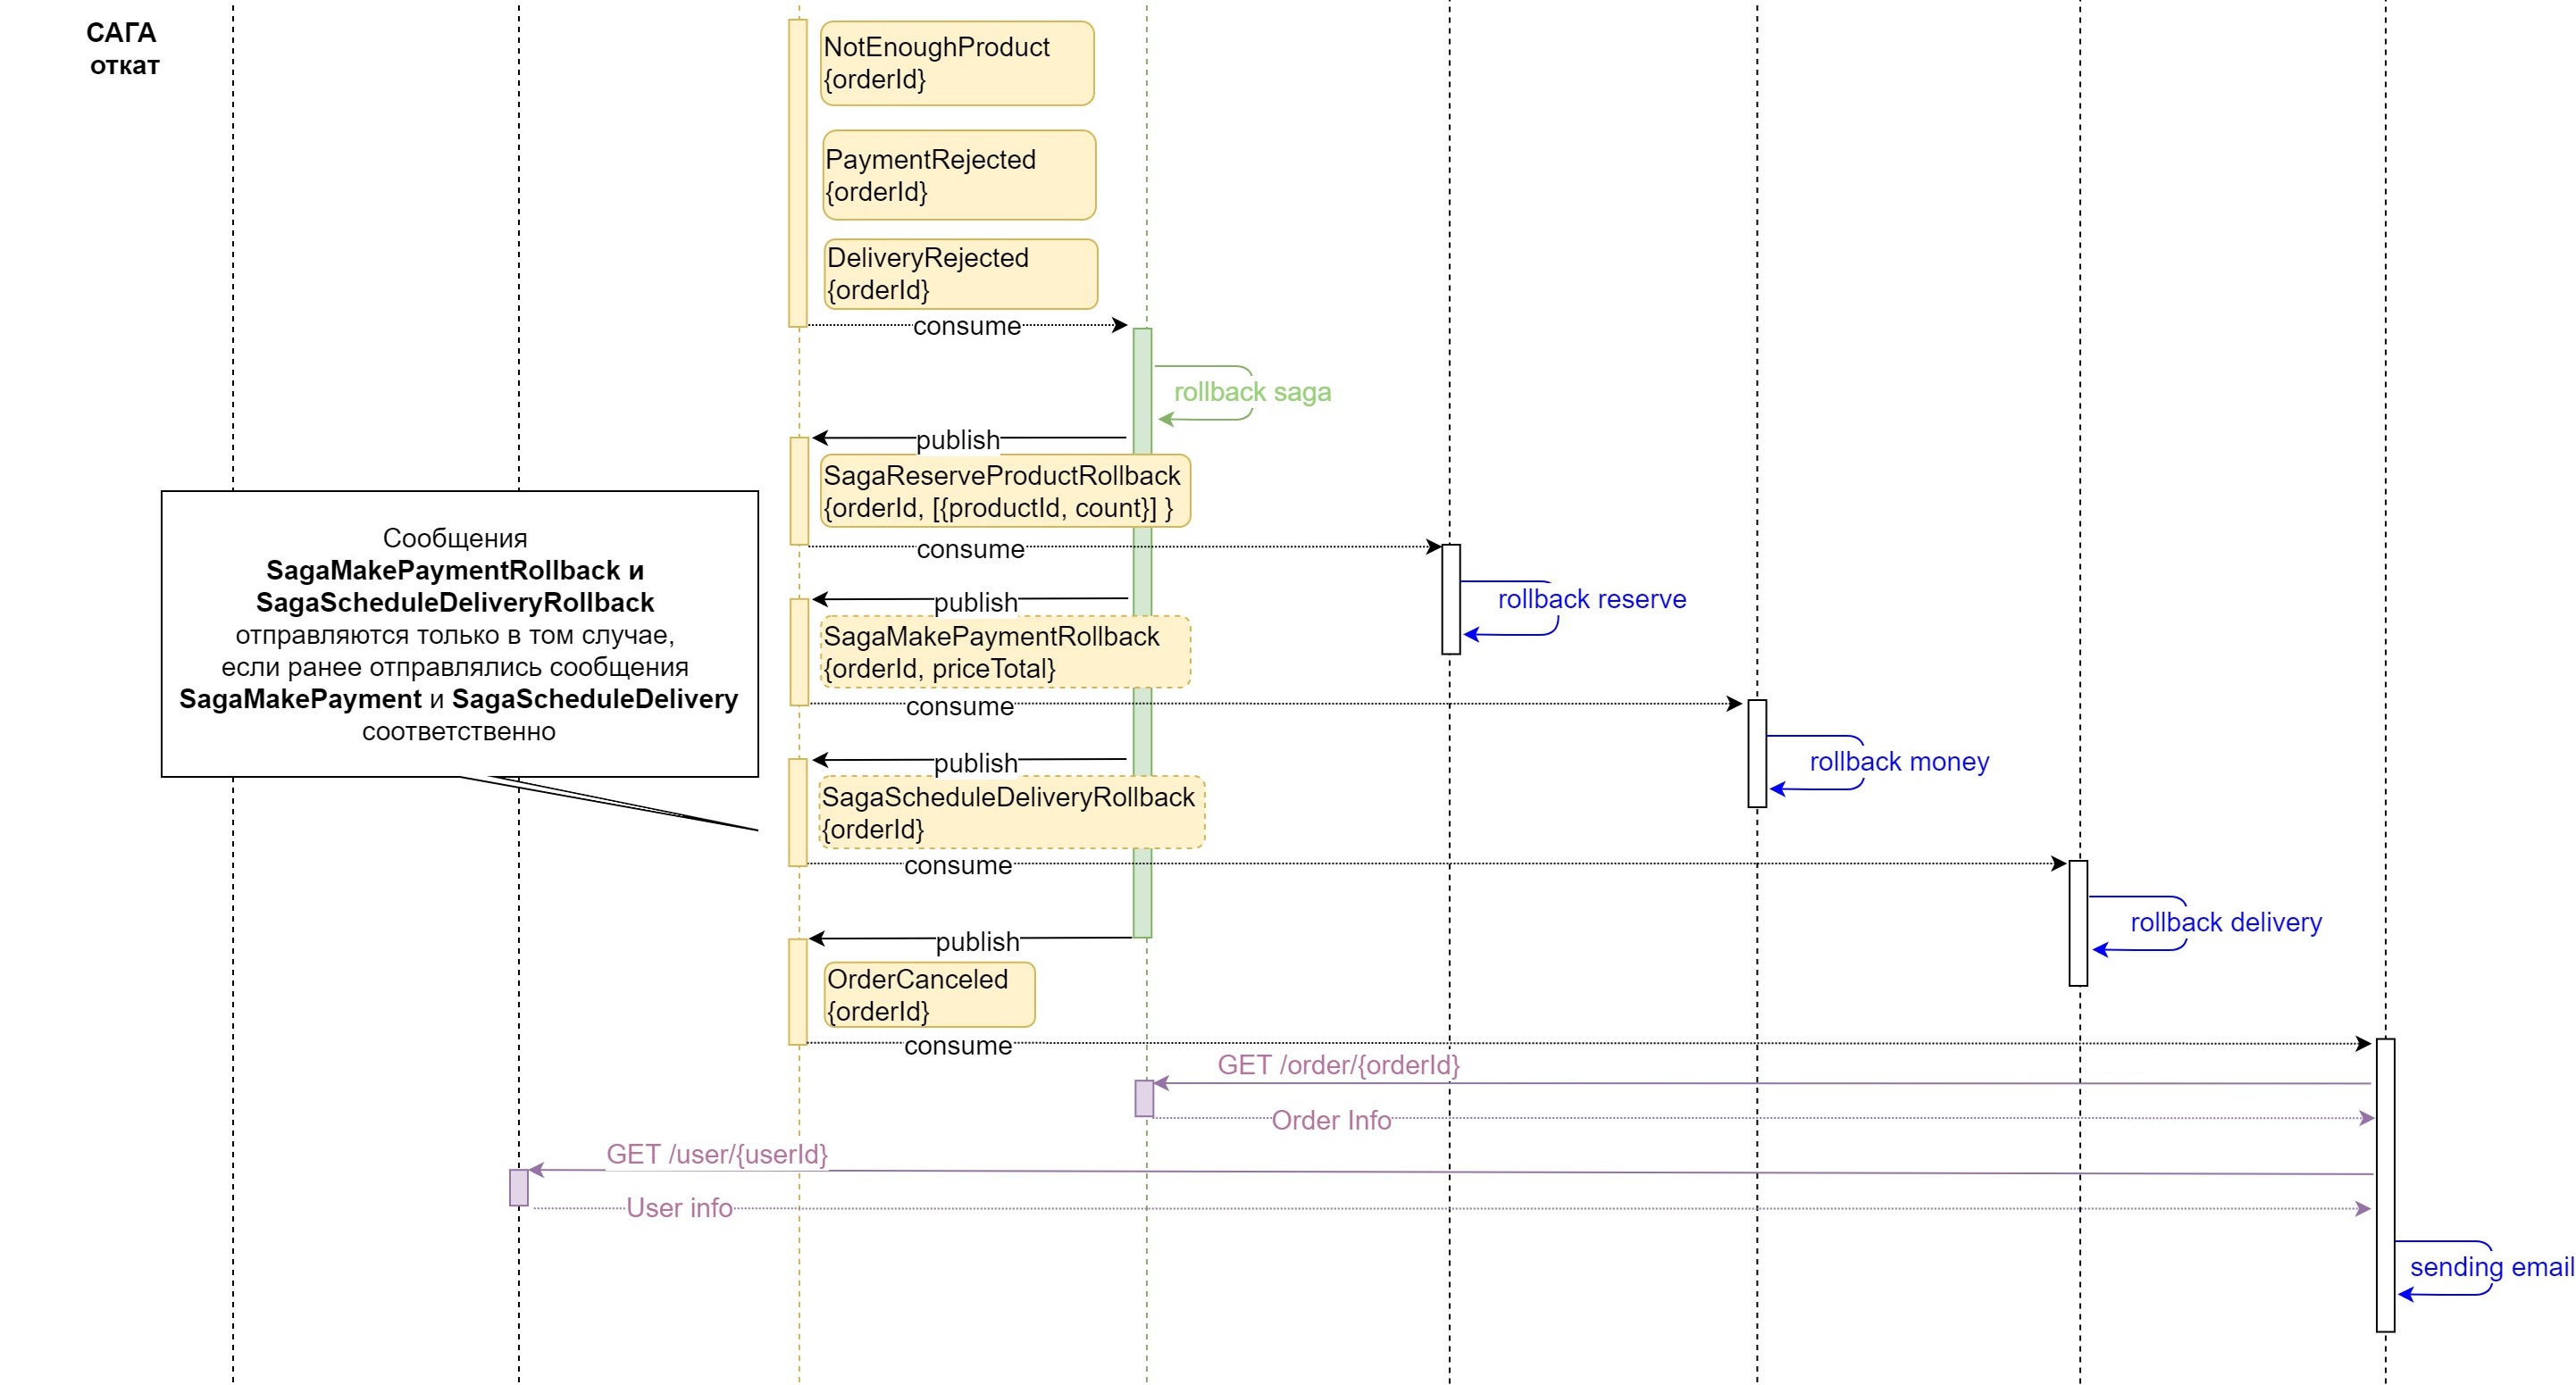 САГА
откат
NotEnoughProduct
{orderId}
PaymentRejected
{orderId}
DeliveryRejected
{orderId}
consume
rollback saga
publish
SagaReserveProductRollback
{orderId, [{productId, count}] }
consume
Сообщения
SagaMakePaymentRollback и
SagaScheduleDeliveryRollback
отправляются только в том случае,
если ранее отправлялись сообщения
SagaMakePayment и SagaScheduleDelivery
соответственно
rollback reserve
publish
SagaMakePaymentRollback
{orderId, priceTotal}
consume
rollback money
publish
SagaScheduleDeliveryRollback
{orderId}
consume
rollback delivery
publish
OrderCanceled
{orderId}
consume
GET /order/{orderId}
Order Info
GET /user/{userId}
User info
sending email